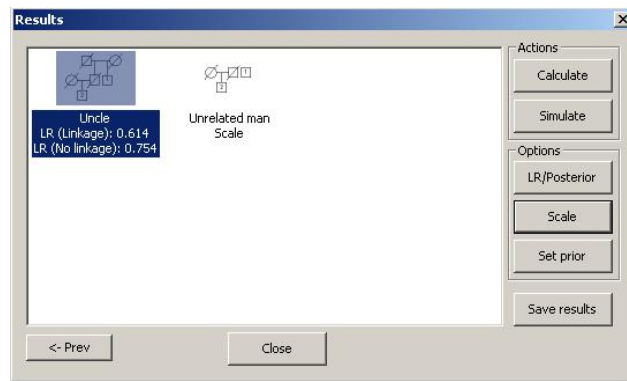 Results
Uncle
LR (Linkage): 0.614
LR (No linkage): 0.754
Unrelated man
Scale
Actions
Calculate
Simulate
Options
LR/Posterior
Scale
Set prior
Save results
<- Prev
Close